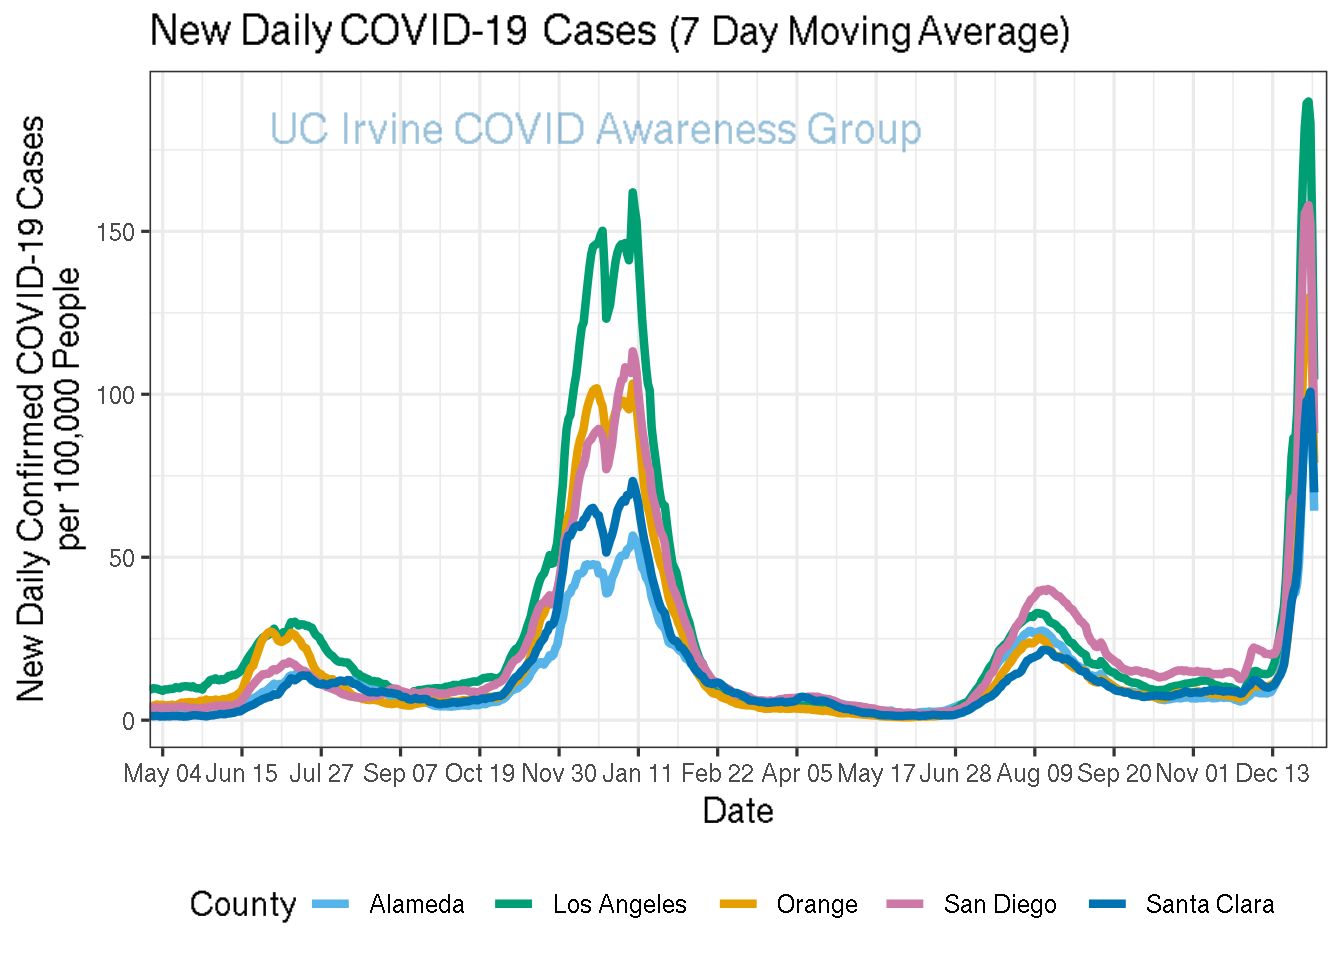 New Daily COVID-19 Cases (7 Day Moving Average)
UC Irvine COVID Awareness Group
New Daily Confirmed COVID-19 Cases
per 100,000 People
150
100
50
0
May 04 Jun 15 Jul 27 Sep 07 Oct 19 Nov 30 Jan 11 Feb 22 Apr 05 May 17 Jun 28 Aug 09 Sep 20 Nov 01 Dec 13
Date
County Alameda Los Angeles Orange San Diego Santa Clara